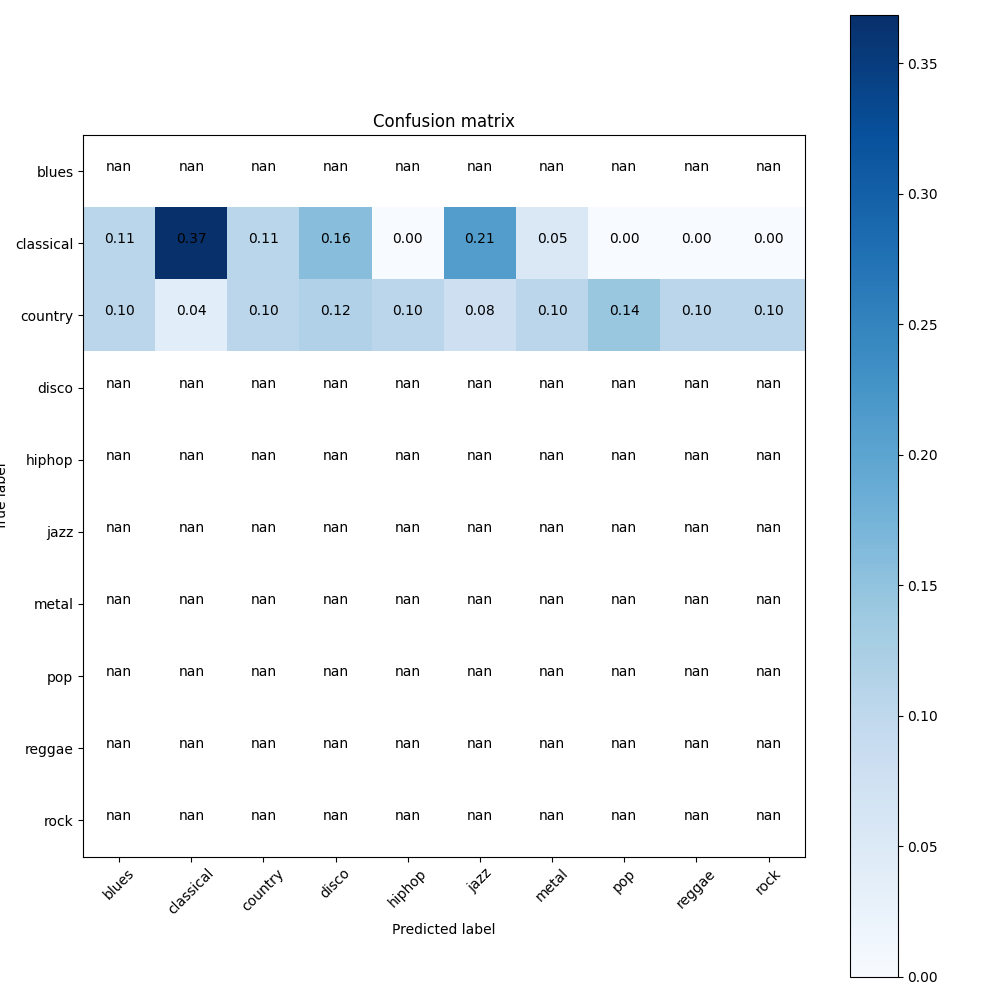 Confusion matrix
blues nan nan nan nan nan nan nan nan nan nan
classical 0.11 0.37 0.11 0.16 0.00 0.21 0.05 0.00 0.00 0.00
country 0.10 0.04 0.10 0.12 0.10 0.08 0.10 0.14 0.10 0.10
disco nan nan nan nan nan nan nan nan nan nan
hiphop nan nan nan nan nan nan nan nan nan nan
jazz nan nan nan nan nan nan nan nan nan nan
metal nan nan nan nan nan nan nan nan nan nan
pop nan nan nan nan nan nan nan nan nan nan
reggae nan nan nan nan nan nan nan nan nan nan
rock nan nan nan nan nan nan nan nan nan nan
blues classical country disco hiphop jazz metal pop reggae rock
Predicted label
label
0.35
0.30
0.25
0.20
0.15
0.10
0.05
0.00